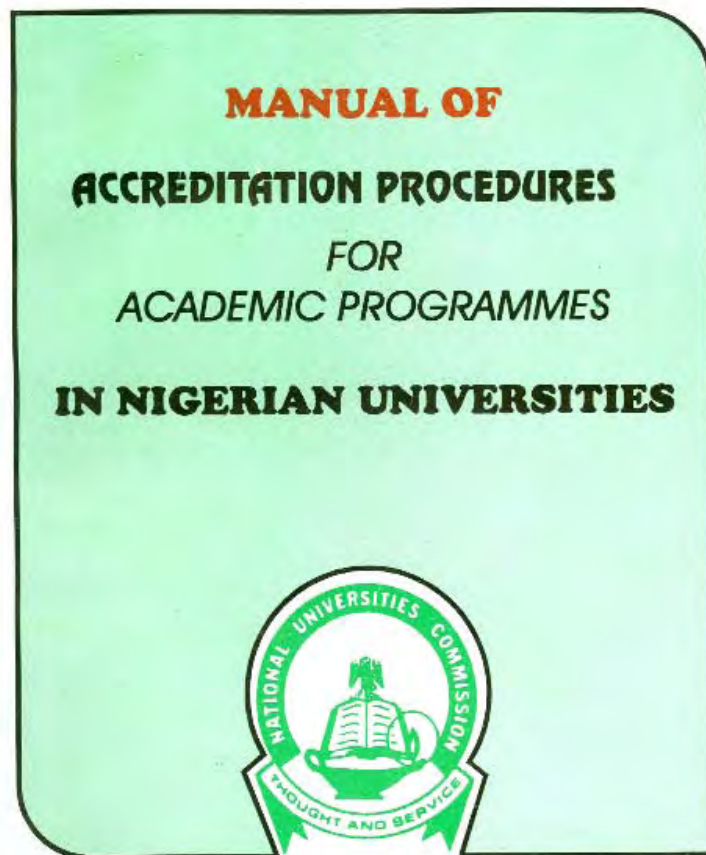 MANUAL OF
ACCREDITATION PROCEDURES
FOR
ACADEMIC PROGRAMMES
IN NIGERIAN UNIVERSITIES
NATIONAL UNIVERSITIES COMMISSION
THOUGHT AND SERVICE